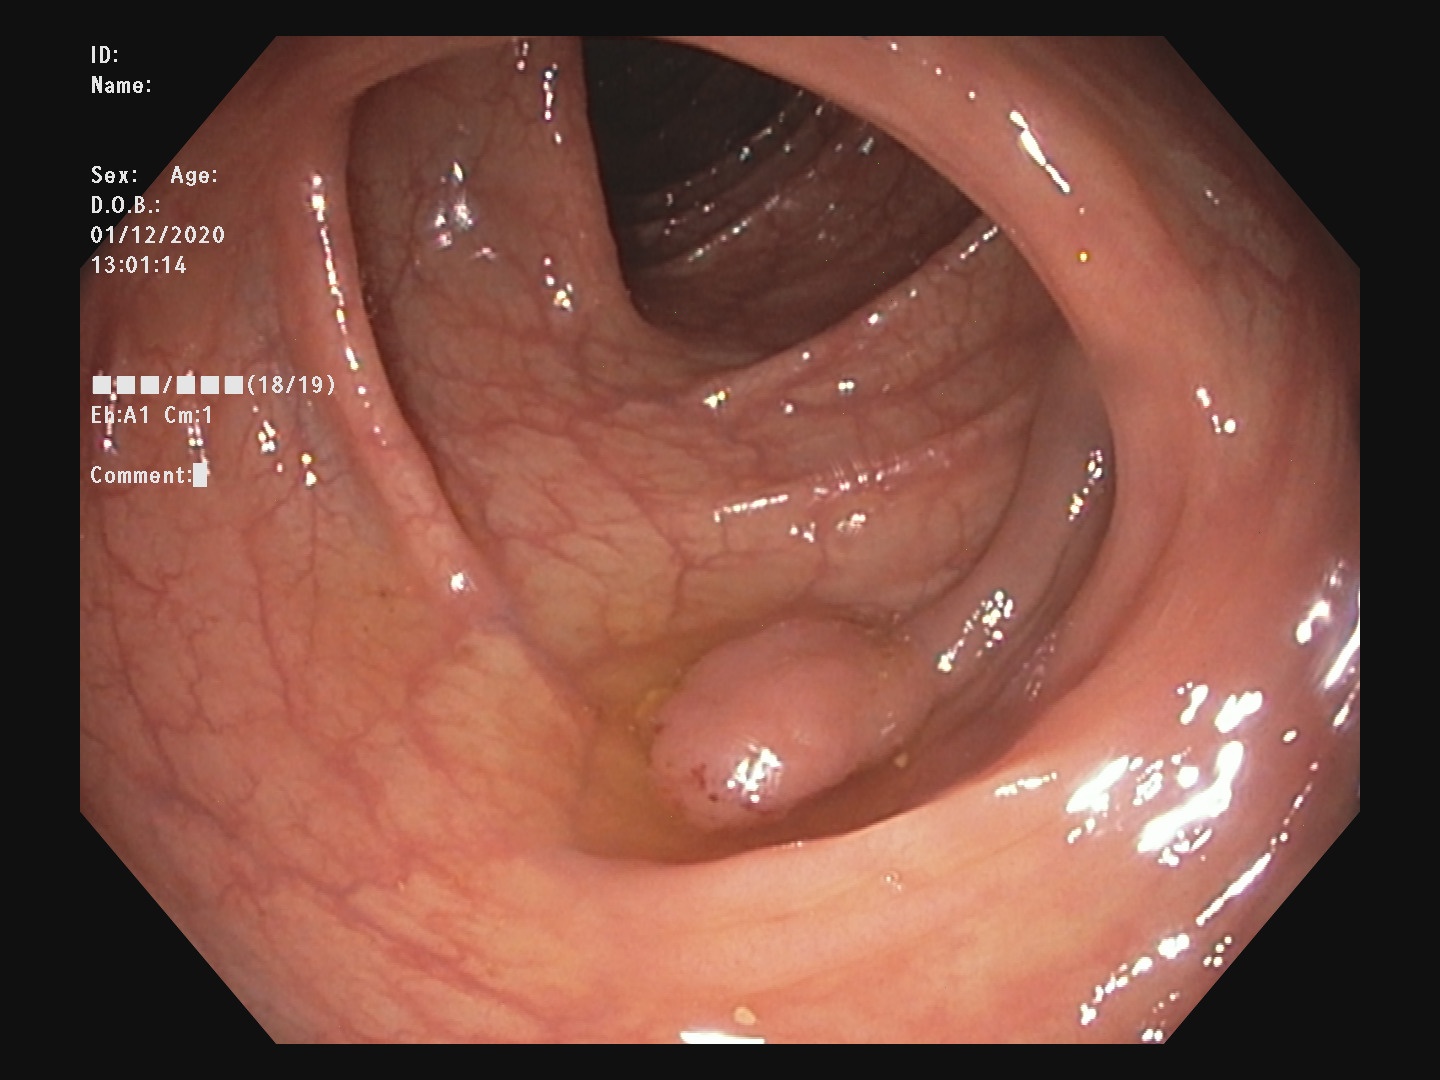 ID:
Name:
Sex: Age:
D.O.B.:
01/12/2020
13:01:14
■■■/■■■(18/19)
Eh:A1 Cm:1
Comment: